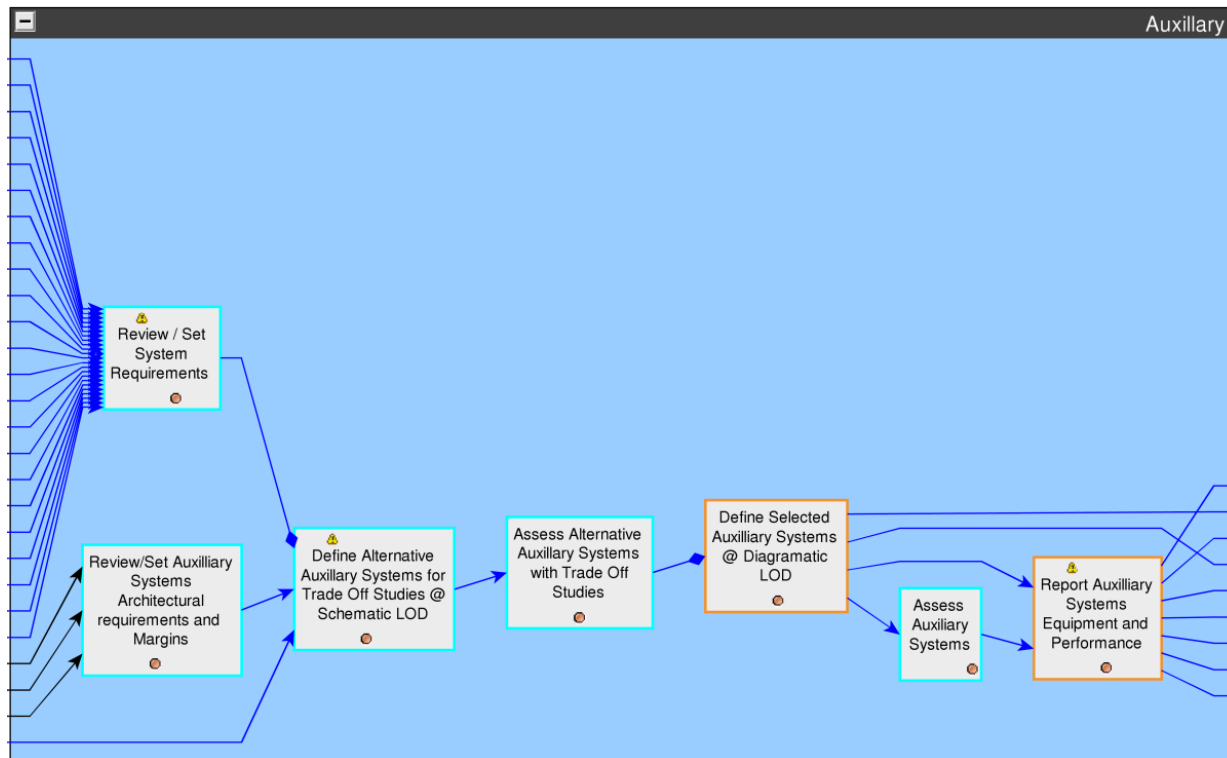 Auxillary
Review / Set
System
Requirements
Review/Set Auxilliary
Systems
Architectural
requirements and
Margins
Define Alternative
Auxillary Systems for
Trade Off Studies @
Schematic LOD
Assess Alternative
Auxillary Systems
with Trade Off
Studies
Define Selected
Auxilliary Systems
@ Diagramatic
LOD
Assess
Auxiliary
Systems
Report Auxilliary
Systems
Equipment and
Performance